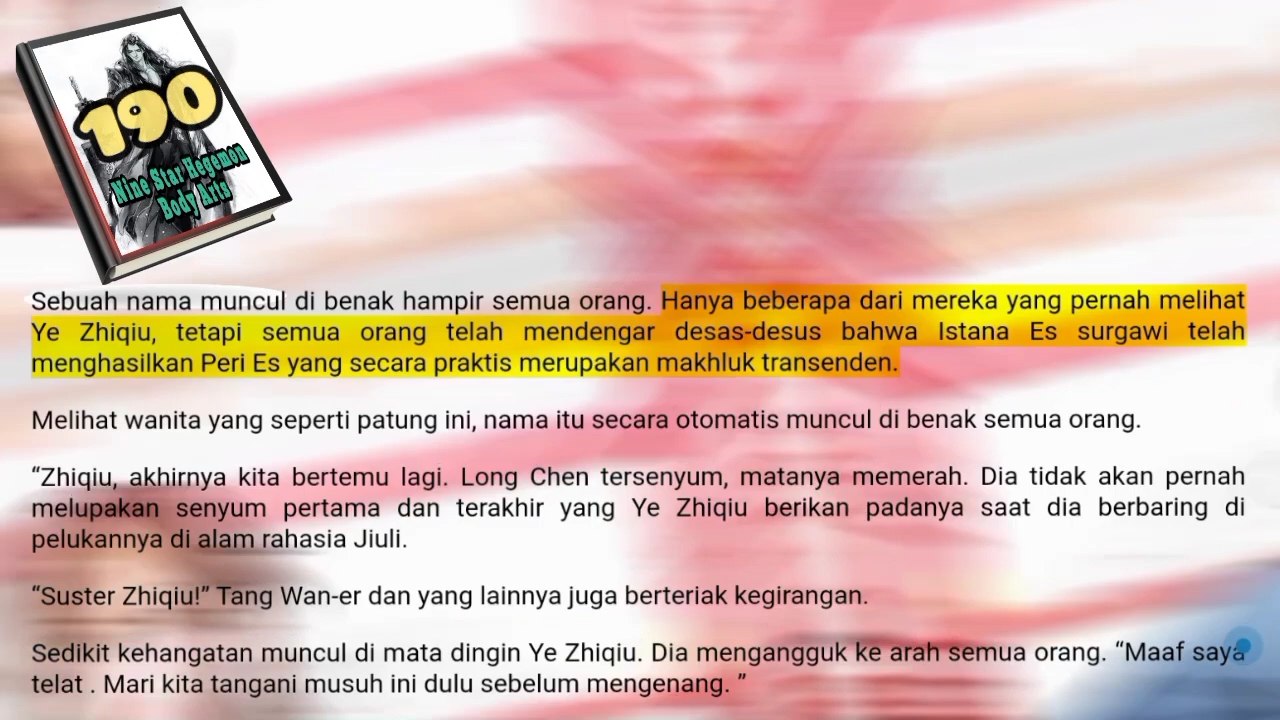 190
Nine Star Hegemon
Body Arts
Sebuah nama muncul di benak hampir semua orang. Hanya beberapa dari mereka yang pernah melihat
Ye Zhiqiu, tetapi semua orang telah mendengar desas-desus bahwa Istana Es surgawi telah
menghasilkan Peri Es yang secara praktis merupakan makhluk transenden.
Melihat wanita yang seperti patung ini, nama itu secara otomatis muncul di benak semua orang.
“Zhiqiu, akhirnya kita bertemu lagi. Long Chen tersenyum, matanya memerah. Dia tidak akan pernah
melupakan senyum pertama dan terakhir yang Ye Zhiqiu berikan padanya saat dia berbaring di
pelukannya di alam rahasia Jiuli.
“Suster Zhiqiu!” Tang Wan-er dan yang lainnya juga berteriak kegirangan.
Sedikit kehangatan muncul di mata dingin Ye Zhiqiu. Dia mengangguk ke arah semua orang. “Maaf saya
telat . Mari kita tangani musuh ini dulu sebelum mengenang. ”